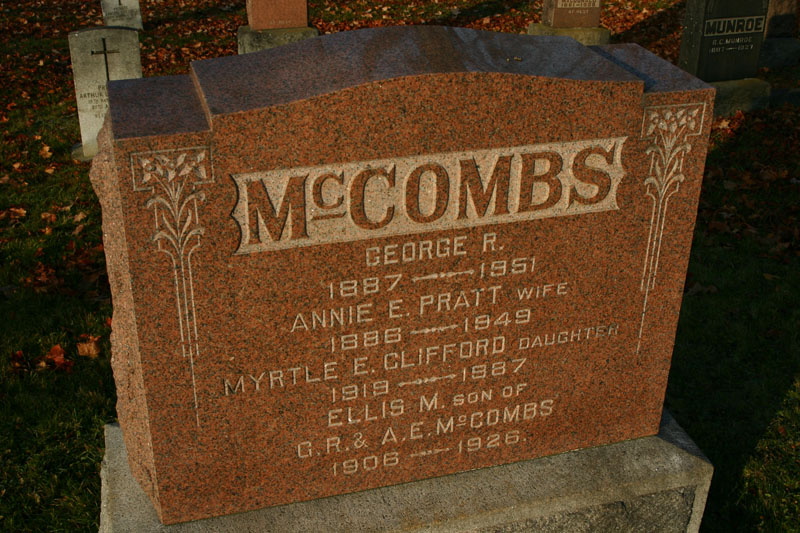 McCOMBS
GEORGE R.
1887 — 1951
ANNIE E. PRATT WIFE
1886 — 1949
MYRTLE E. CLIFFORD DAUGHTER
1919 — 1987
ELLIS M. SON OF
G.R. & A.E. McCOMBS
1906 — 1926.
MUNROE
ARTHUR